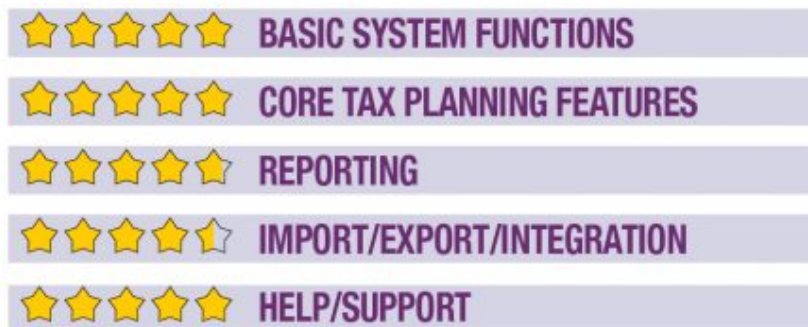 BASIC SYSTEM FUNCTIONS
CORE TAX PLANNING FEATURES
REPORTING
IMPORT/EXPORT/INTEGRATION
HELP/SUPPORT